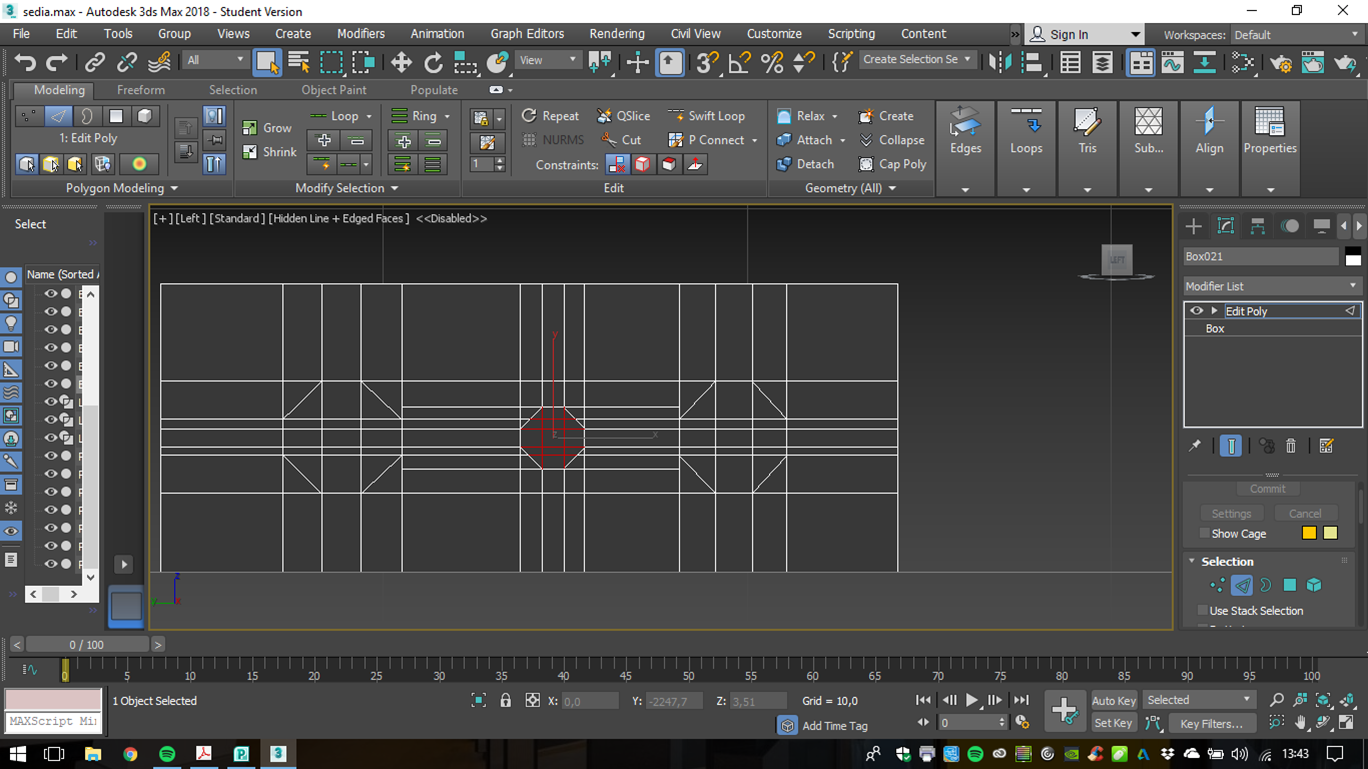 3 sedia.max - Autodesk 3ds Max 2018 - Student Version
File Edit Tools Group Views Create Modifiers Animation Graph Editors Rendering Civil View Customize Scripting Content » Sign In Workspaces: Default
All View Create Selection Se
Modeling Freeform Selection Object Paint Populate
1: Edit Poly
Polygon Modeling
Grow
Shrink
Loop Ring
Modify Selection
Repeat QSlice Swift Loop
NURMS Cut P Connect
1 Constraints:
Edit
Relax Create
Attach Collapse
Detach Cap Poly
Geometry (All)
Edges Loops Tris Sub... Align Properties
Select
»
Name (Sorted A
[+] [Left ] [Standard ] [Hidden Line + Edged Faces ] <<Disabled>>
LEFT
y
z x
z
y x
Box021
Modifier List
Edit Poly
Box
Commit
Settings Cancel
Show Cage
Selection
Use Stack Selection
< 0 / 100 >
0 5 10 15 20 25 30 35 40 45 50 55 60 65 70 75 80 85 90 95 100
1 Object Selected X: 0,0 Y: -2247,7 Z: 3,51 Grid = 10,0
MAXScript Mi
Add Time Tag
0
Auto Key Selected
Set Key Key Filters...
13:43